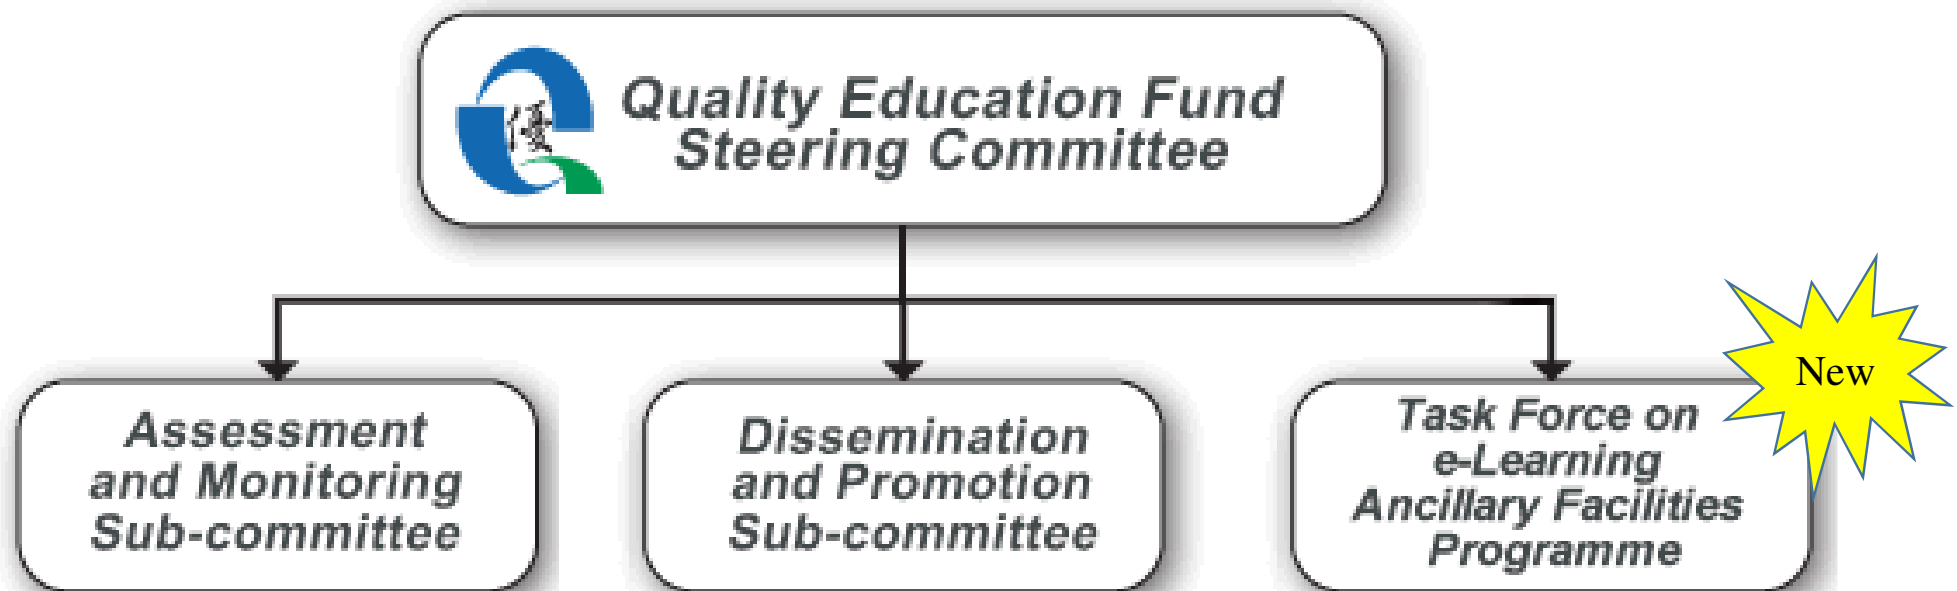 優
Quality Education Fund
Steering Committee
New
Assessment
and Monitoring
Sub-committee
Dissemination
and Promotion
Sub-committee
Task Force on
e-Learning
Ancillary Facilities
Programme